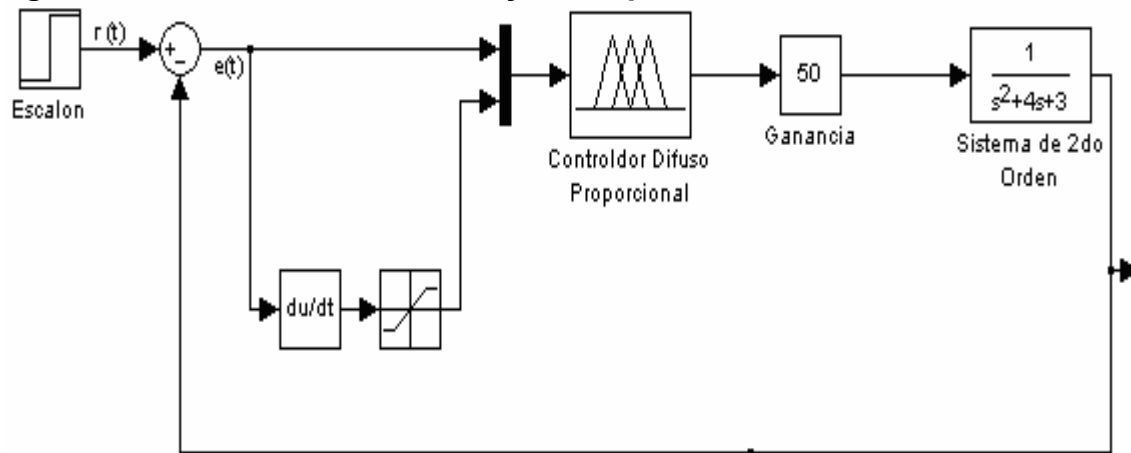 r (t)
+
−
e(t)
Escalon
du/dt
Controldor Difuso
Proporcional
50
Ganancia
1
s²+4s+3
Sistema de 2do
Orden